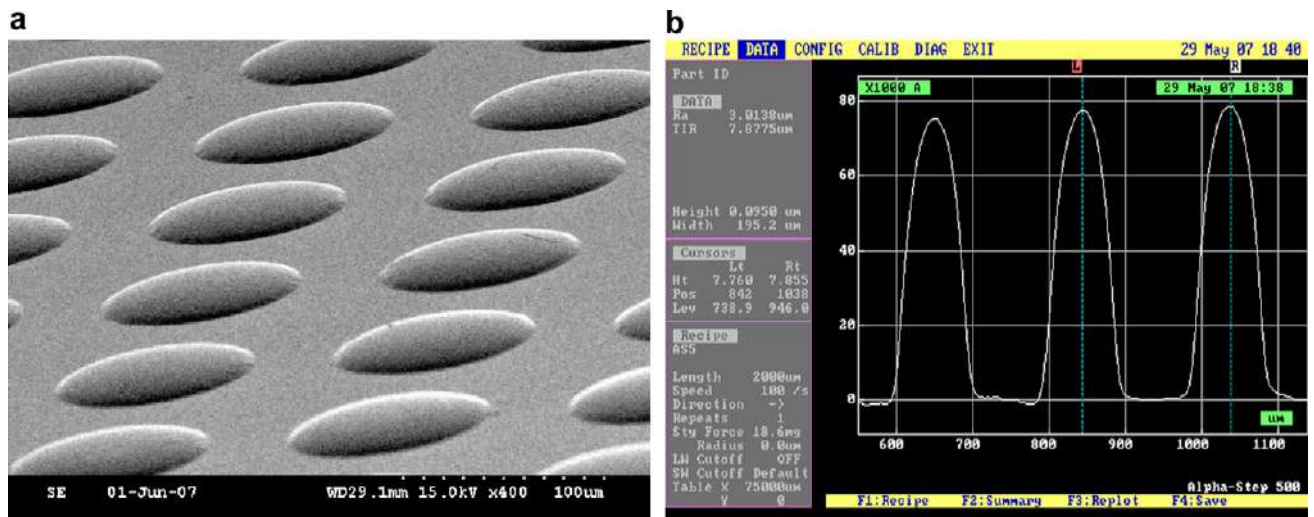 a
SE 01-Jun-07 WD29.1mm 15.0kV x400 100um
b
RECIPE DATA CONFIG CALIB DIAG EXIT 29 May 07 18 40
L R
Part ID
DATA
Ra 3.0138um
TIR 7.8775um
Height 0.0950 um
Width 195.2 um
Cursors
Lt Rt
Ht 7.760 7.855
Pos 842 1038
Lev 738.9 946.0
Recipe
AS5
Length 2000um
Speed 100 /s
Direction ->
Repeats 1
Sty Force 18.6mg
Radius 0.0um
LW Cutoff OFF
SW Cutoff Default
Table X 75000um
Y 0
X1000 A 29 May 07 18:38
80
60
40
20
0
um
600 700 800 900 1000 1100
Alpha-Step 500
F1:Recipe F2:Summary F3:Replot F4:Save